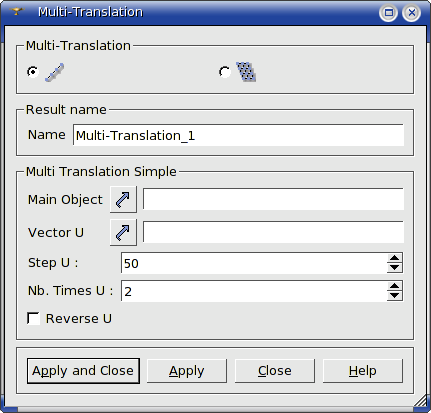 Multi-Translation
Multi-Translation
Result name
Name Multi-Translation_1
Multi Translation Simple
Main Object
Vector U
Step U : 50
Nb. Times U : 2
Reverse U
Apply and Close Apply Close Help